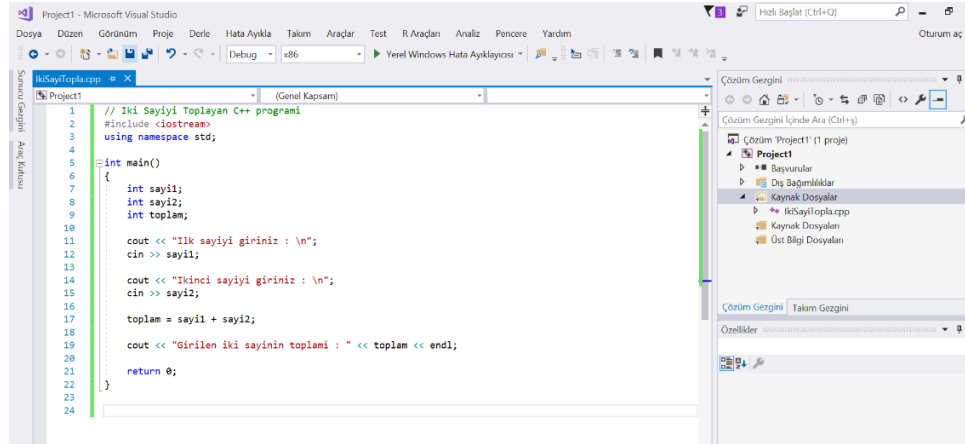 Project1 - Microsoft Visual Studio
3
Hızlı Başlat (Ctrl+Q)
Dosya Düzen Görünüm Proje Derle Hata Ayıkla Takım Araçlar Test R Araçları Analiz Pencere Yardım
Oturum aç
Debug x86 Yerel Windows Hata Ayıklayıcısı
Sunucu Gezgini
Araç Kutusu
IkiSayiTopla.cpp
Project1
(Genel Kapsam)
1 // Iki Sayiyi Toplayan C++ programi
2 #include <iostream>
3 using namespace std;
4
5 int main()
6 {
7 int sayi1;
8 int sayi2;
9 int toplam;
10
11 cout << "Ilk sayiyi giriniz : \n";
12 cin >> sayi1;
13
14 cout << "Ikinci sayiyi giriniz : \n";
15 cin >> sayi2;
16
17 toplam = sayi1 + sayi2;
18
19 cout << "Girilen iki sayinin toplami : " << toplam << endl;
20
21 return 0;
22 }
23
24
Çözüm Gezgini
Çözüm Gezgini İçinde Ara (Ctrl+ş)
Çözüm 'Project1' (1 proje)
Project1
Başvurular
Dış Bağımlılıklar
Kaynak Dosyalar
IkiSayiTopla.cpp
Kaynak Dosyaları
Üst Bilgi Dosyaları
Çözüm Gezgini Takım Gezgini
Özellikler